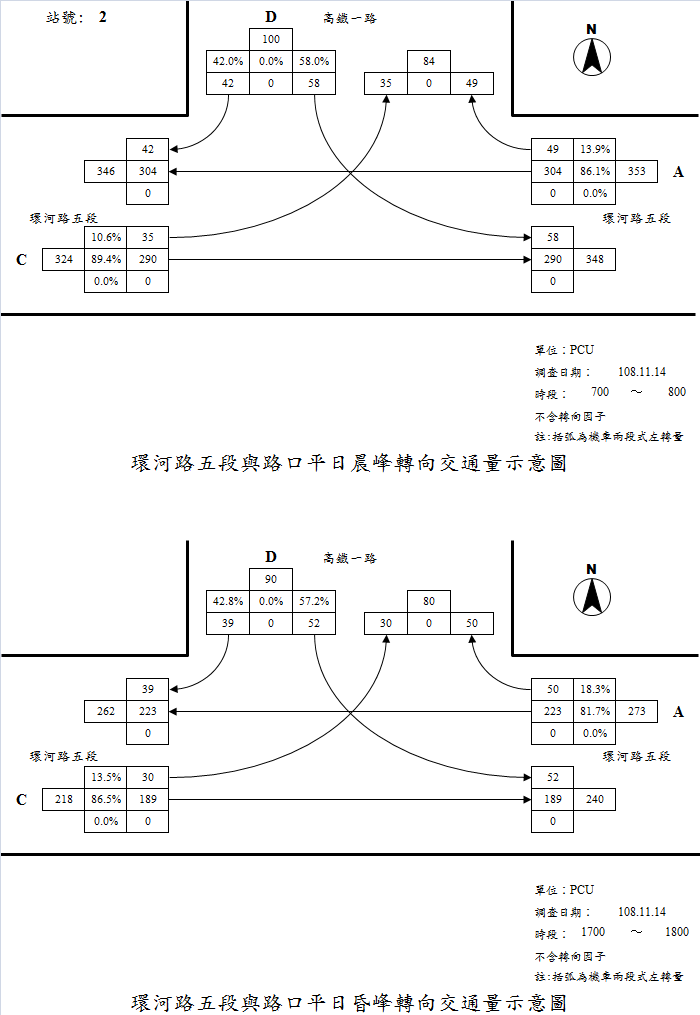 站號: 2
D 高鐵一路
N
100
42.0% 0.0% 58.0%
42 0 58
84
35 0 49
42
346 304
0
49 13.9%
304 86.1% 353
0 0.0%
A
環河路五段
環河路五段
C
10.6% 35
324 89.4% 290
0.0% 0
58
290 348
0
單位：PCU
調查日期： 108.11.14
時段： 700 ～ 800
不含轉向因子
註:括弧為機車兩段式左轉量
環河路五段與路口平日晨峰轉向交通量示意圖
D 高鐵一路
N
90
42.8% 0.0% 57.2%
39 0 52
80
30 0 50
39
262 223
0
50 18.3%
223 81.7% 273
0 0.0%
A
環河路五段
環河路五段
C
13.5% 30
218 86.5% 189
0.0% 0
52
189 240
0
單位：PCU
調查日期： 108.11.14
時段： 1700 ～ 1800
不含轉向因子
註:括弧為機車兩段式左轉量
環河路五段與路口平日昏峰轉向交通量示意圖